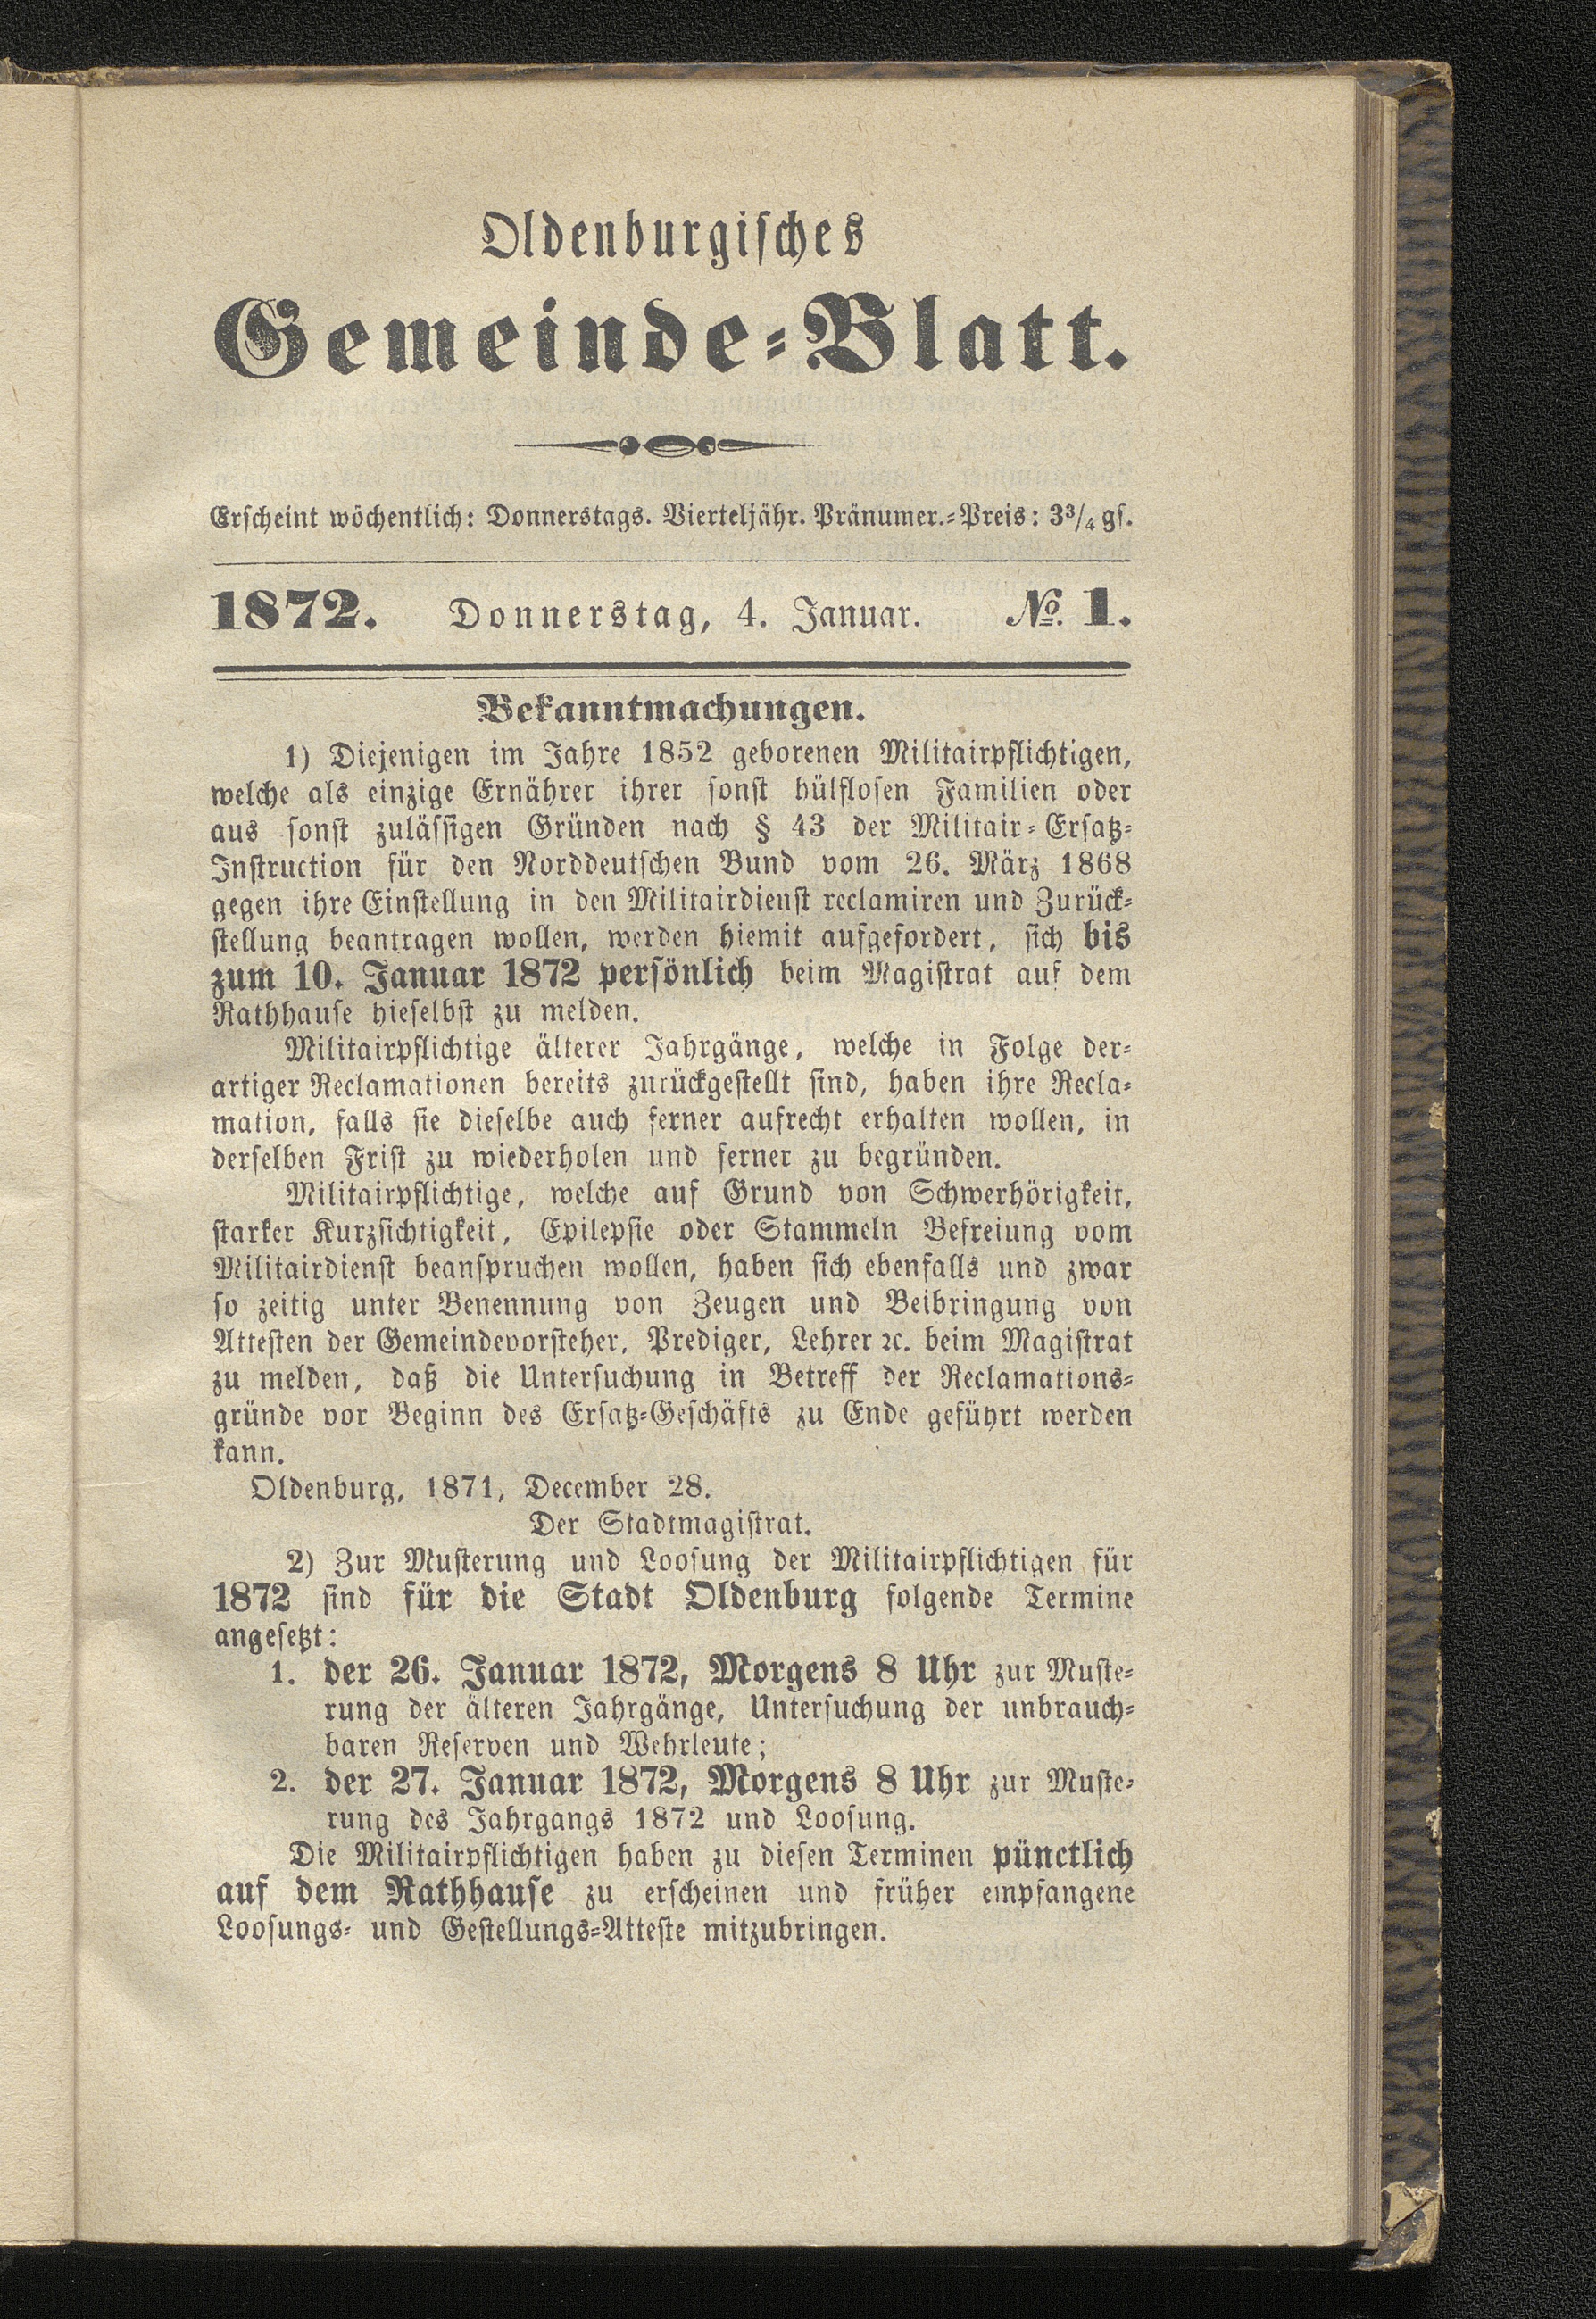 Oldenburgisches
Gemeinde-Blatt.
Erscheint wöchentlich: Donnerstags. Vierteljähr. Pränumer.-Preis: 3³/₄ gs.
1872. Donnerstag, 4. Januar. № 1.
Bekanntmachungen.
1) Diejenigen im Jahre 1852 geborenen Militairpflichtigen,
welche als einzige Ernährer ihrer sonst hülflosen Familien oder
aus sonst zulässigen Gründen nach § 43 der Militair-Ersatz-
Instruction für den Norddeutschen Bund vom 26. März 1868
gegen ihre Einstellung in den Militairdienst reclamiren und Zurück-
stellung beantragen wollen, werden hiemit aufgefordert, sich bis
zum 10. Januar 1872 persönlich beim Magistrat auf dem
Rathhause hieselbst zu melden.
Militairpflichtige älterer Jahrgänge, welche in Folge der-
artiger Reclamationen bereits zurückgestellt sind, haben ihre Recla-
mation, falls sie dieselbe auch ferner aufrecht erhalten wollen, in
derselben Frist zu wiederholen und ferner zu begründen.
Militairpflichtige, welche auf Grund von Schwerhörigkeit,
starker Kurzsichtigkeit, Epilepsie oder Stammeln Befreiung vom
Militairdienst beanspruchen wollen, haben sich ebenfalls und zwar
so zeitig unter Benennung von Zeugen und Beibringung von
Attesten der Gemeindevorsteher, Prediger, Lehrer ꝛc. beim Magistrat
zu melden, daß die Untersuchung in Betreff der Reclamations-
gründe vor Beginn des Ersatz-Geschäfts zu Ende geführt werden
kann.
Oldenburg, 1871, December 28.
Der Stadtmagistrat.
2) Zur Musterung und Loosung der Militairpflichtigen für
1872 sind für die Stadt Oldenburg folgende Termine
angesetzt:
1. der 26. Januar 1872, Morgens 8 Uhr zur Muste-
rung der älteren Jahrgänge, Untersuchung der unbrauch-
baren Reserven und Wehrleute;
2. der 27. Januar 1872, Morgens 8 Uhr zur Muste-
rung des Jahrgangs 1872 und Loosung.
Die Militairpflichtigen haben zu diesen Terminen pünctlich
auf dem Rathhause zu erscheinen und früher empfangene
Loosungs- und Gestellungs-Atteste mitzubringen.